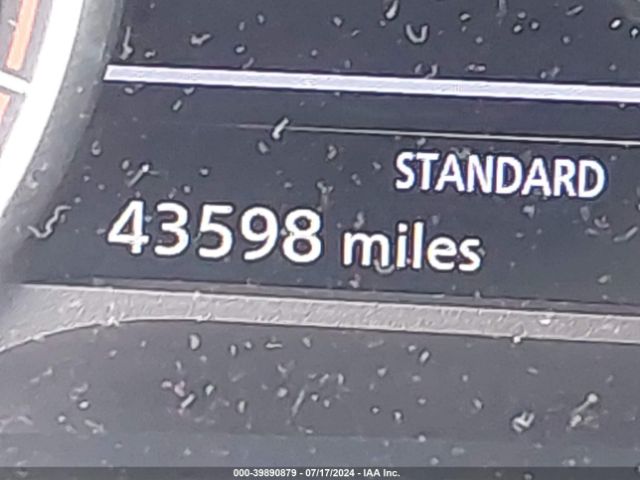 STANDARD
43598 miles
000-39890879 - 07/17/2024 - IAA Inc.